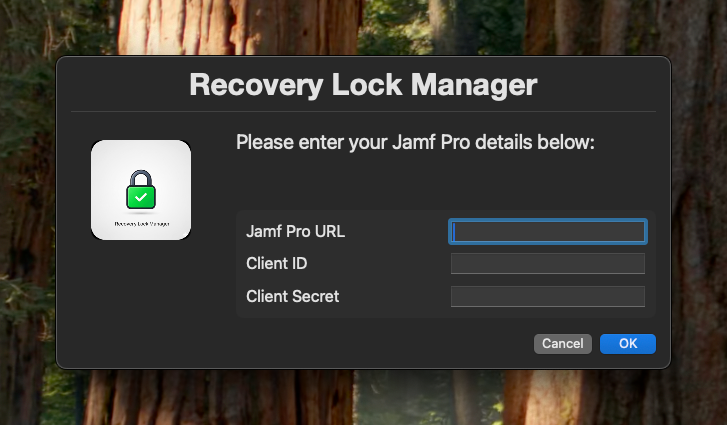 Recovery Lock Manager
Please enter your Jamf Pro details below:
Recovery Lock Manager
Jamf Pro URL
Client ID
Client Secret
Cancel
OK